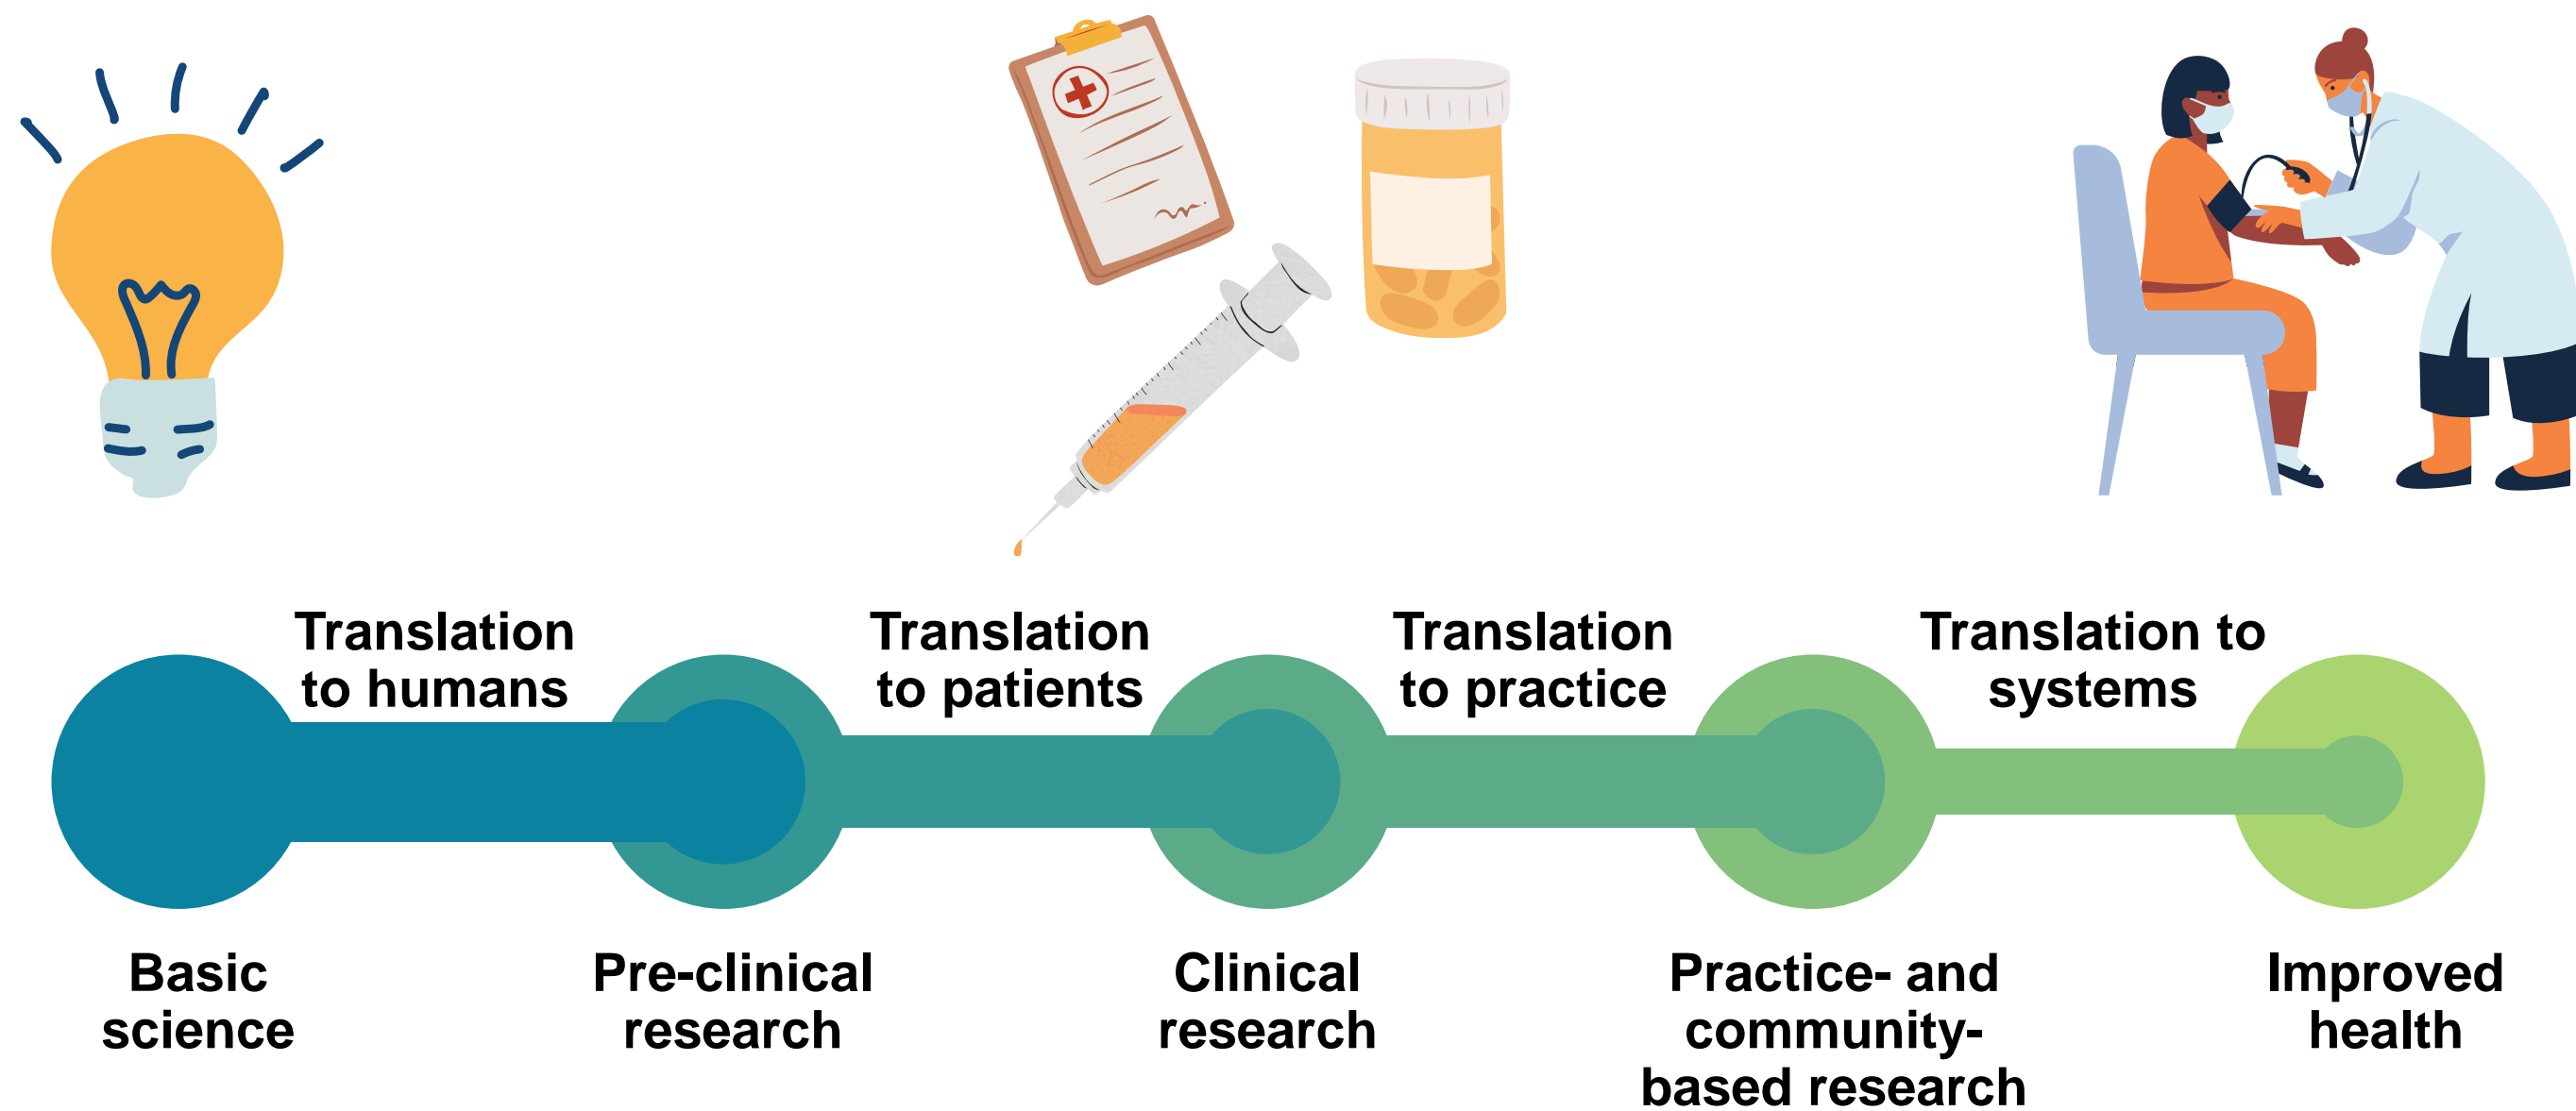 Translation
to humans
Translation
to patients
Translation
to practice
Translation to
systems
Basic
science
Pre-clinical
research
Clinical
research
Practice- and
community-
based research
Improved
health